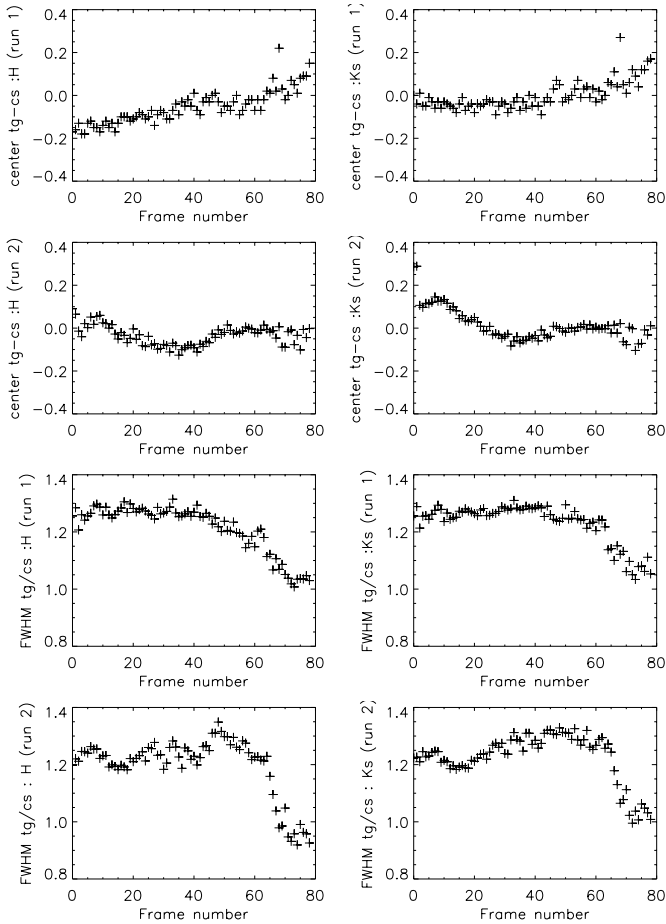 center tg-cs :H (run 1)
0.4
0.2
0.0
-0.2
-0.4
0 20 40 60 80
Frame number
center tg-cs :Ks (run 1)
0.4
0.2
0.0
-0.2
-0.4
0 20 40 60 80
Frame number
center tg-cs :H (run 2)
0.4
0.2
0.0
-0.2
-0.4
0 20 40 60 80
Frame number
center tg-cs :Ks (run 2)
0.4
0.2
0.0
-0.2
-0.4
0 20 40 60 80
Frame number
FWHM tg/cs :H (run 1)
1.4
1.2
1.0
0.8
0 20 40 60 80
Frame number
FWHM tg/cs :Ks (run 1)
1.4
1.2
1.0
0.8
0 20 40 60 80
Frame number
FWHM tg/cs : H (run 2)
1.4
1.2
1.0
0.8
0 20 40 60 80
Frame number
FWHM tg/cs : Ks (run 2)
1.4
1.2
1.0
0.8
0 20 40 60 80
Frame number